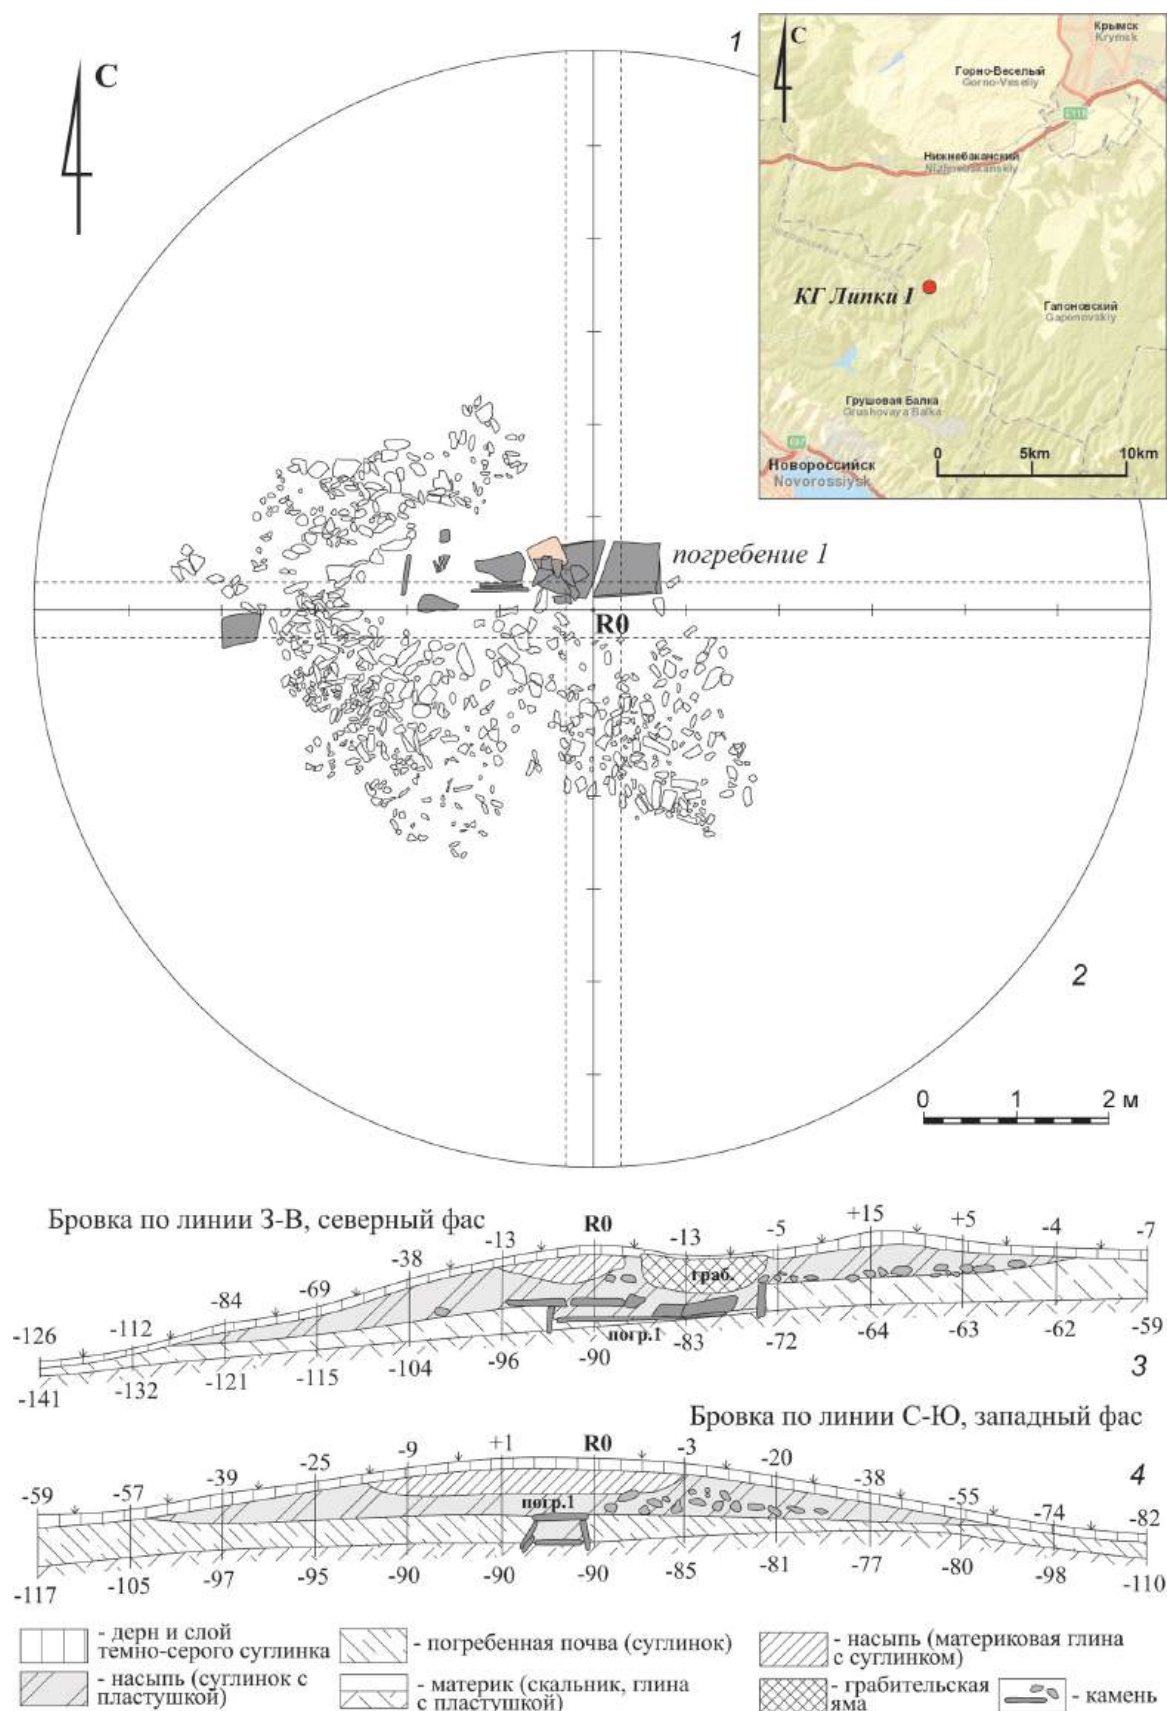 1
С
С
Крымск
Krymsk
Горно-Веселый
Gorno-Veseliy
E115
Нижнебаканский
Nizhnebakanskiy
КГ Липки 1
Гапоновский
Gaponovskiy
Грушовая Балка
Grushovaya Balka
E97
Новороссийск
Novorossiysk
0 5km 10km
погребение 1
R0
2
0 1 2 м
Бровка по линии З-В, северный фас
-126 -112 -84 -69 -38 -13 R0 -13 -5 +15 +5 -4 -7
граб.
погр.1
-141 -132 -121 -115 -104 -96 -90 -83 -72 -64 -63 -62 -59
3
Бровка по линии С-Ю, западный фас
-59 -57 -39 -25 -9 +1 R0 -3 -20 -38 -55 -74 -82
4
погр.1
-117 -105 -97 -95 -90 -90 -90 -85 -81 -77 -80 -98 -110
- дерн и слой
темно-серого суглинка
- погребенная почва (суглинок)
- насыпь (материковая глина
с суглинком)
- насыпь (суглинок с
пластушкой)
- материк (скальник, глина
с пластушкой)
- грабительская
яма
- камень